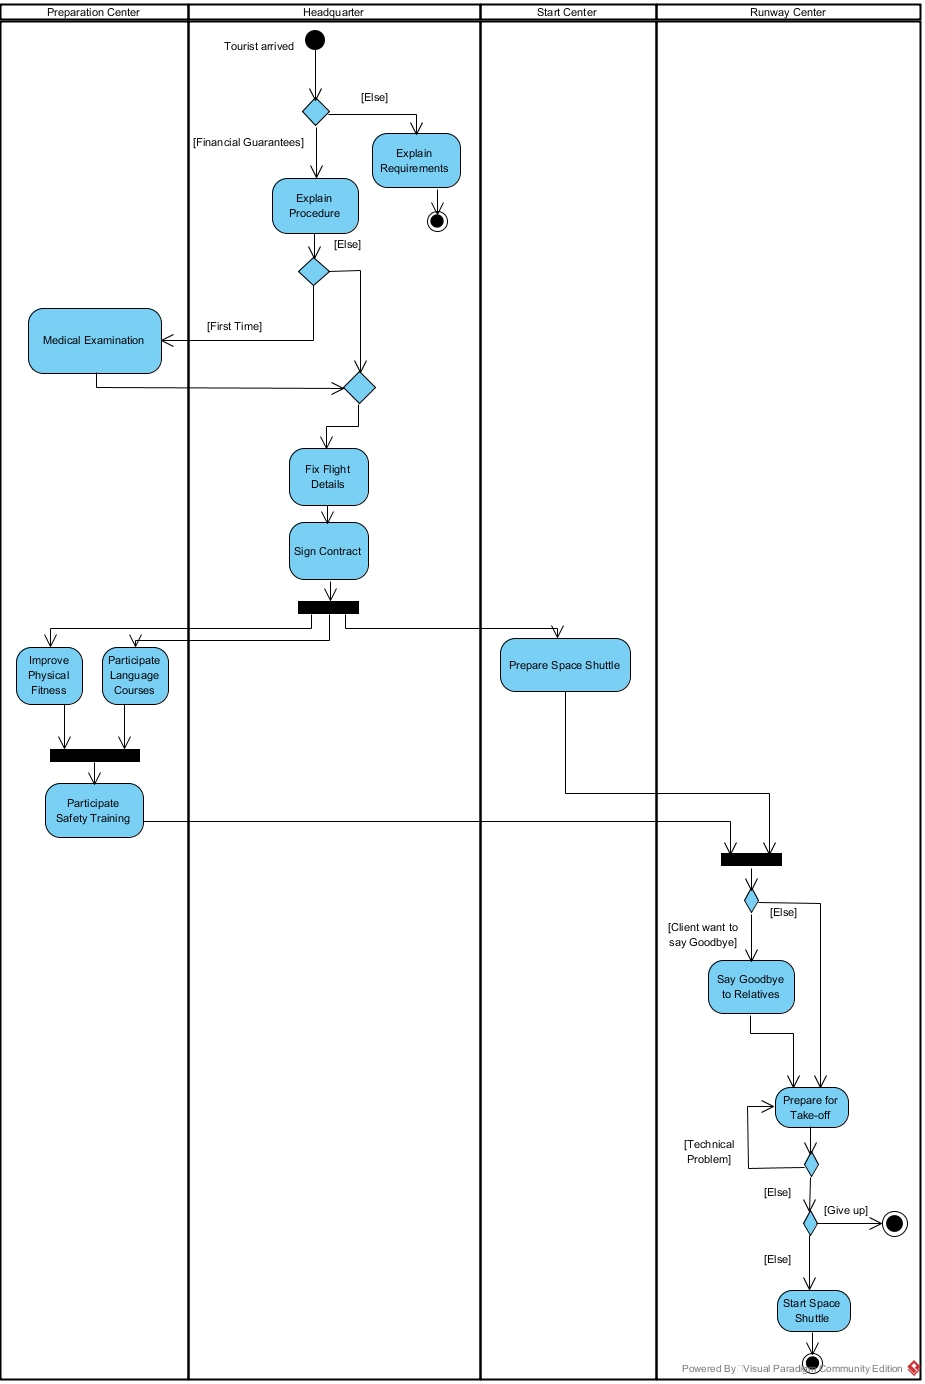 Preparation Center
Headquarter
Start Center
Runway Center
Tourist arrived
[Else]
[Financial Guarantees]
Explain
Requirements
Explain
Procedure
[Else]
[First Time]
Medical Examination
Fix Flight
Details
Sign Contract
Improve
Physical
Fitness
Participate
Language
Courses
Prepare Space Shuttle
Participate
Safety Training
[Else]
[Client want to
say Goodbye]
Say Goodbye
to Relatives
Prepare for
Take-off
[Technical
Problem]
[Else]
[Give up]
[Else]
Start Space
Shuttle
Powered By Visual Paradigm Community Edition